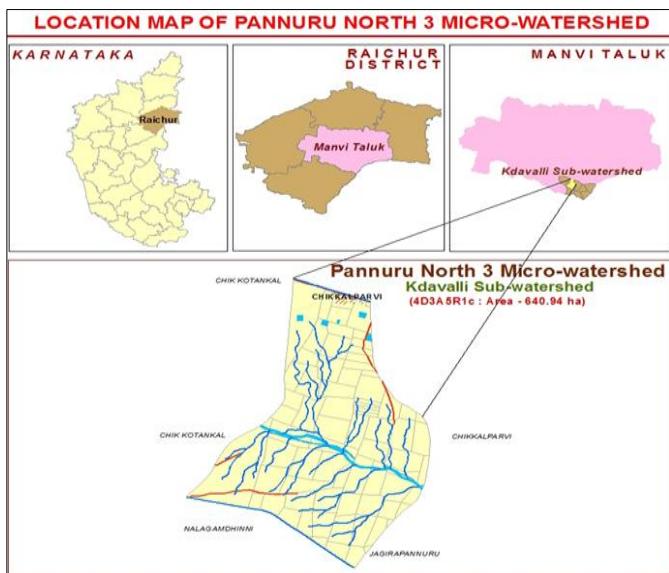 LOCATION MAP OF PANNURU NORTH 3 MICRO-WATERSHED
KARNATAKA
Raichur
RAICHUR
DISTRICT
Manvi Taluk
MANVI TALUK
Kdavalli Sub-watershed
Pannuru North 3 Micro-watershed
Kdavalli Sub-watershed
(4D3A5R1c : Area - 640.94 ha)
CHIK KOTANKAL
CHIKKALPARVI
CHIK KOTANKAL
CHIKKALPARVI
NALAGAMDHINNI
JAGIRAPANNURU